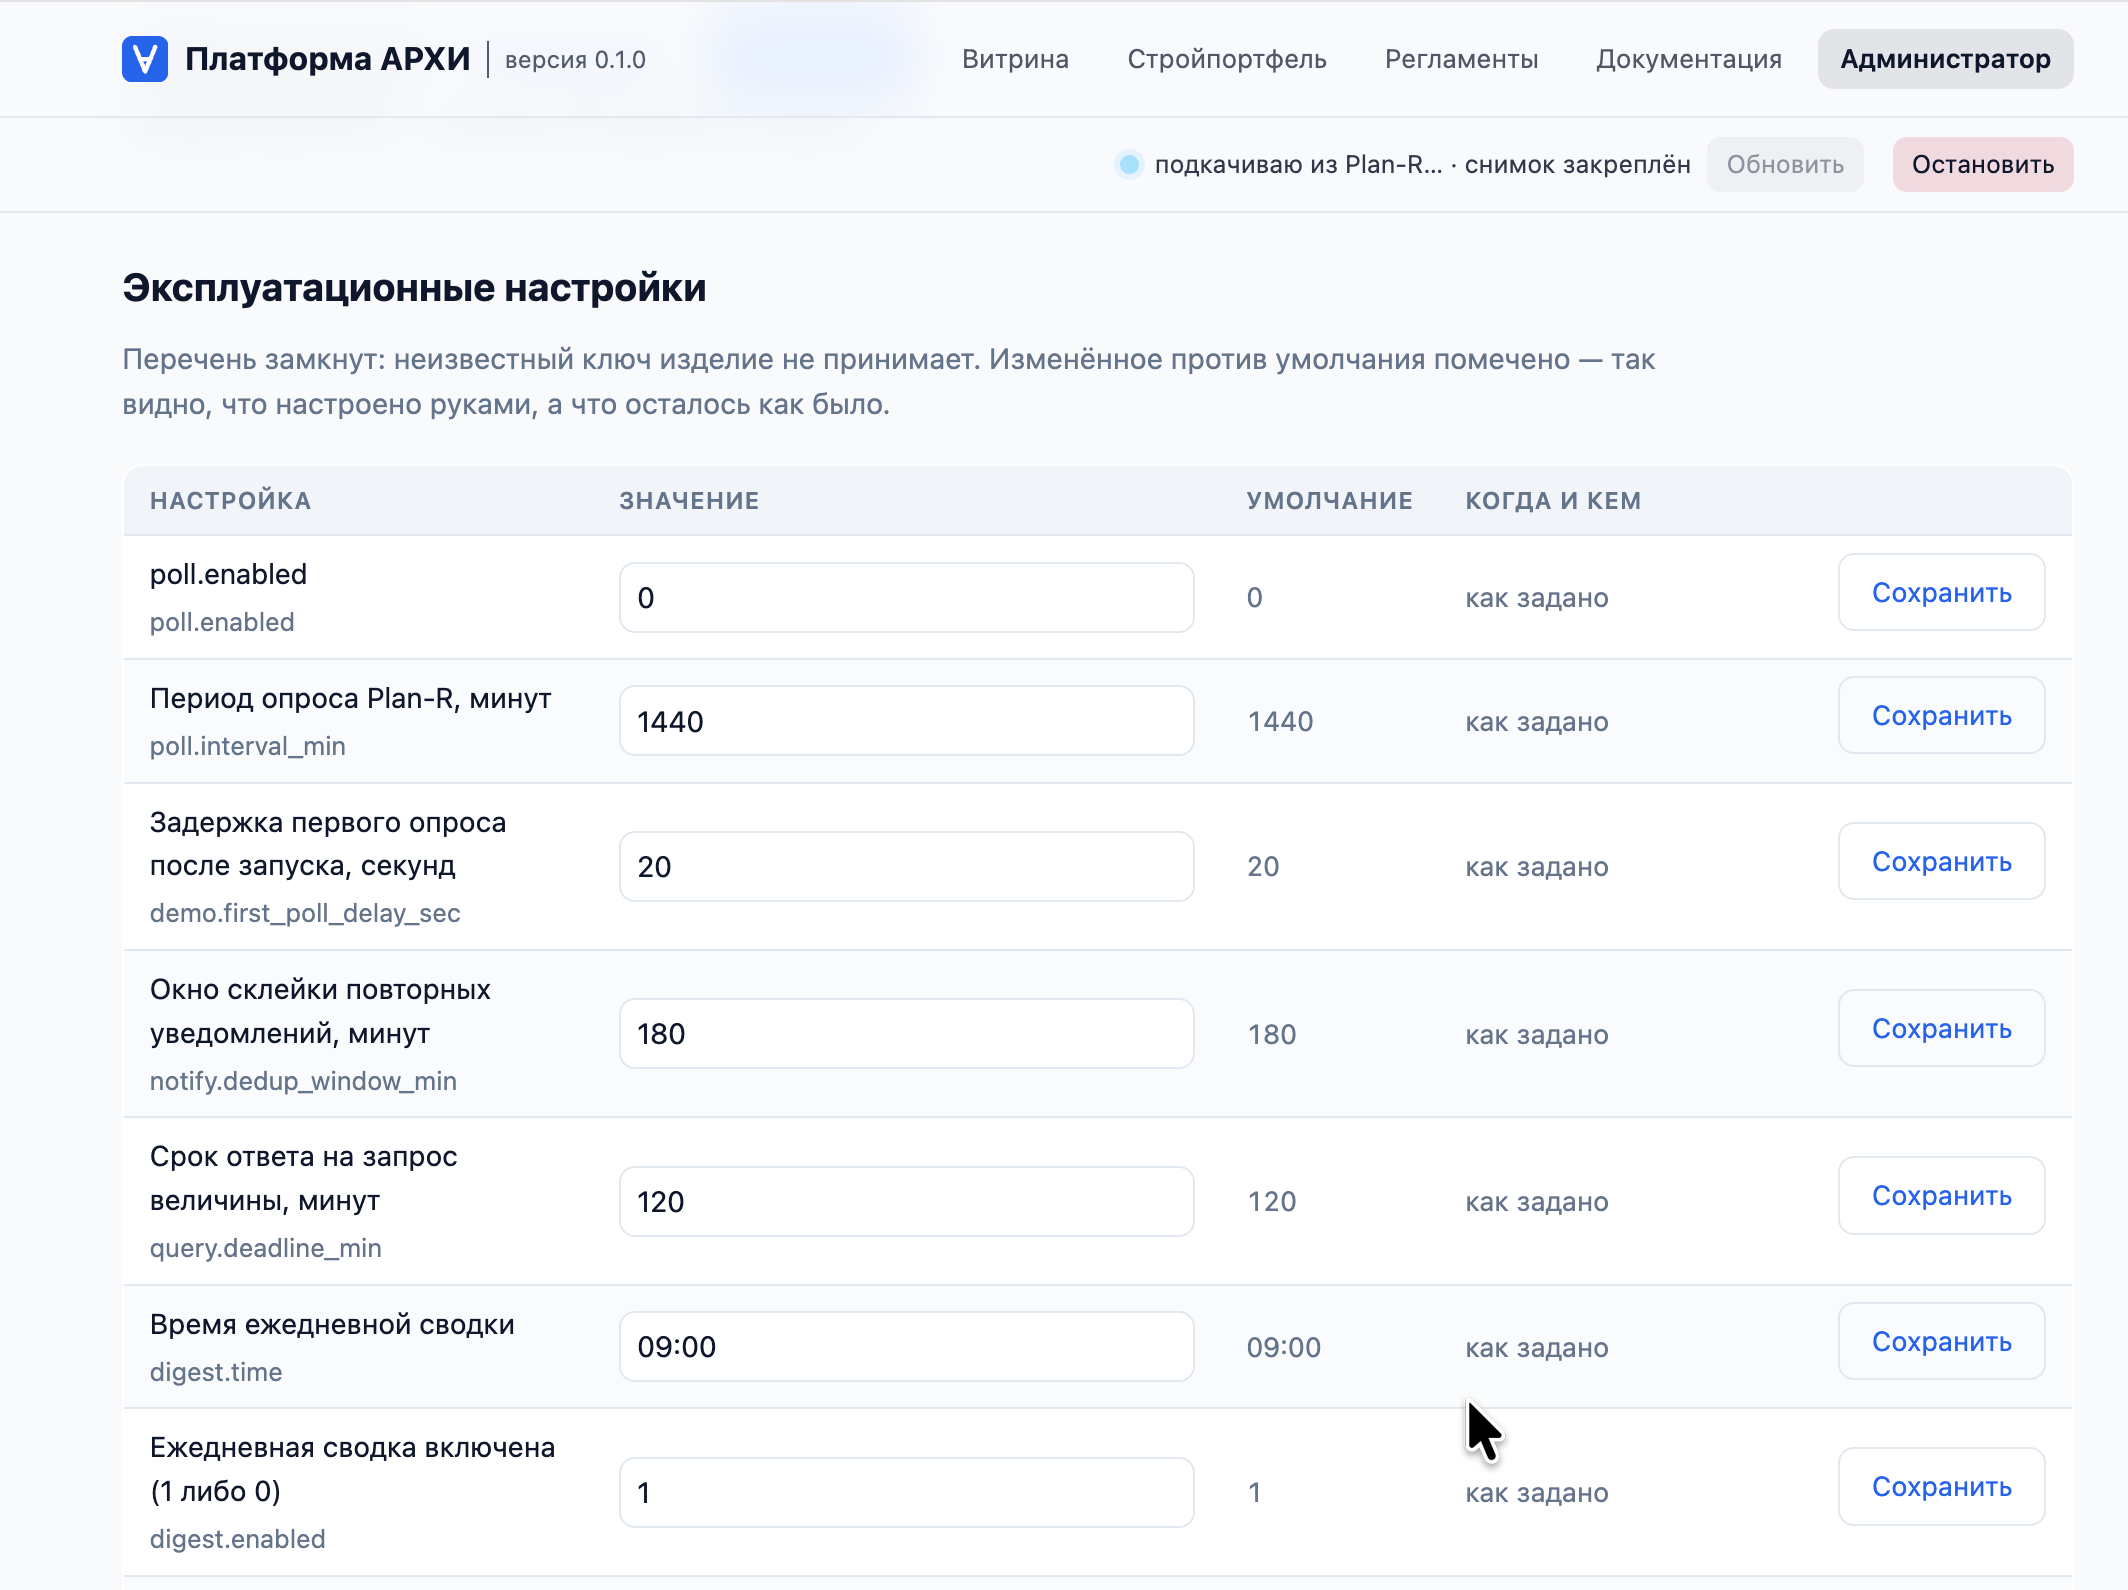 Платформа АРХИ
версия 0.1.0
Витрина
Стройпортфель
Регламенты
Документация
Администратор
подкачиваю из Plan-R... · снимок закреплён
Обновить
Остановить
Эксплуатационные настройки
Перечень замкнут: неизвестный ключ изделие не принимает. Изменённое против умолчания помечено — так
видно, что настроено руками, а что осталось как было.
НАСТРОЙКА
ЗНАЧЕНИЕ
УМОЛЧАНИЕ
КОГДА И КЕМ
poll.enabled
poll.enabled
0
0
как задано
Сохранить
Период опроса Plan-R, минут
poll.interval_min
1440
1440
как задано
Сохранить
Задержка первого опроса
после запуска, секунд
demo.first_poll_delay_sec
20
20
как задано
Сохранить
Окно склейки повторных
уведомлений, минут
notify.dedup_window_min
180
180
как задано
Сохранить
Срок ответа на запрос
величины, минут
query.deadline_min
120
120
как задано
Сохранить
Время ежедневной сводки
digest.time
09:00
09:00
как задано
Сохранить
Ежедневная сводка включена
(1 либо 0)
digest.enabled
1
1
как задано
Сохранить